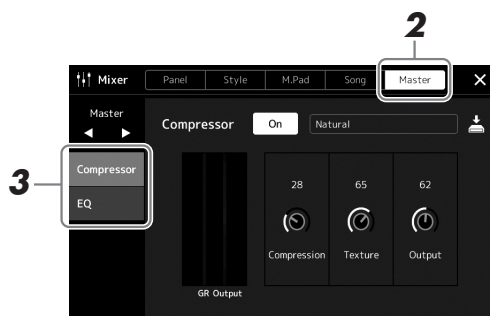 2
Mixer Panel Style M.Pad Song Master ×
Master
Compressor On Natural
3
Compressor
EQ
28 65 62
Compression Texture Output
GR Output